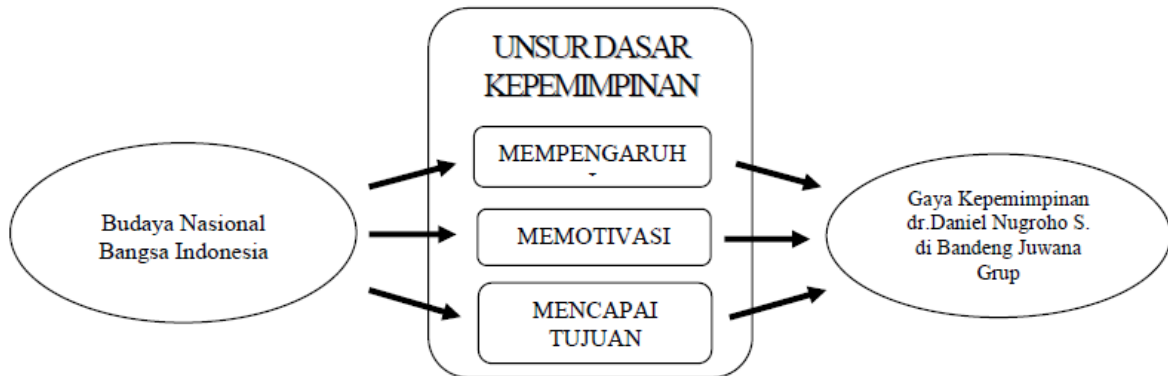 UNSUR DASAR
KEPEMIMPINAN
Budaya Nasional
Bangsa Indonesia
MEMPENGARUH
MEMOTIVASI
MENCAPAI
TUJUAN
Gaya Kepemimpinan
dr.Daniel Nugroho S.
di Bandeng Juwana
Grup